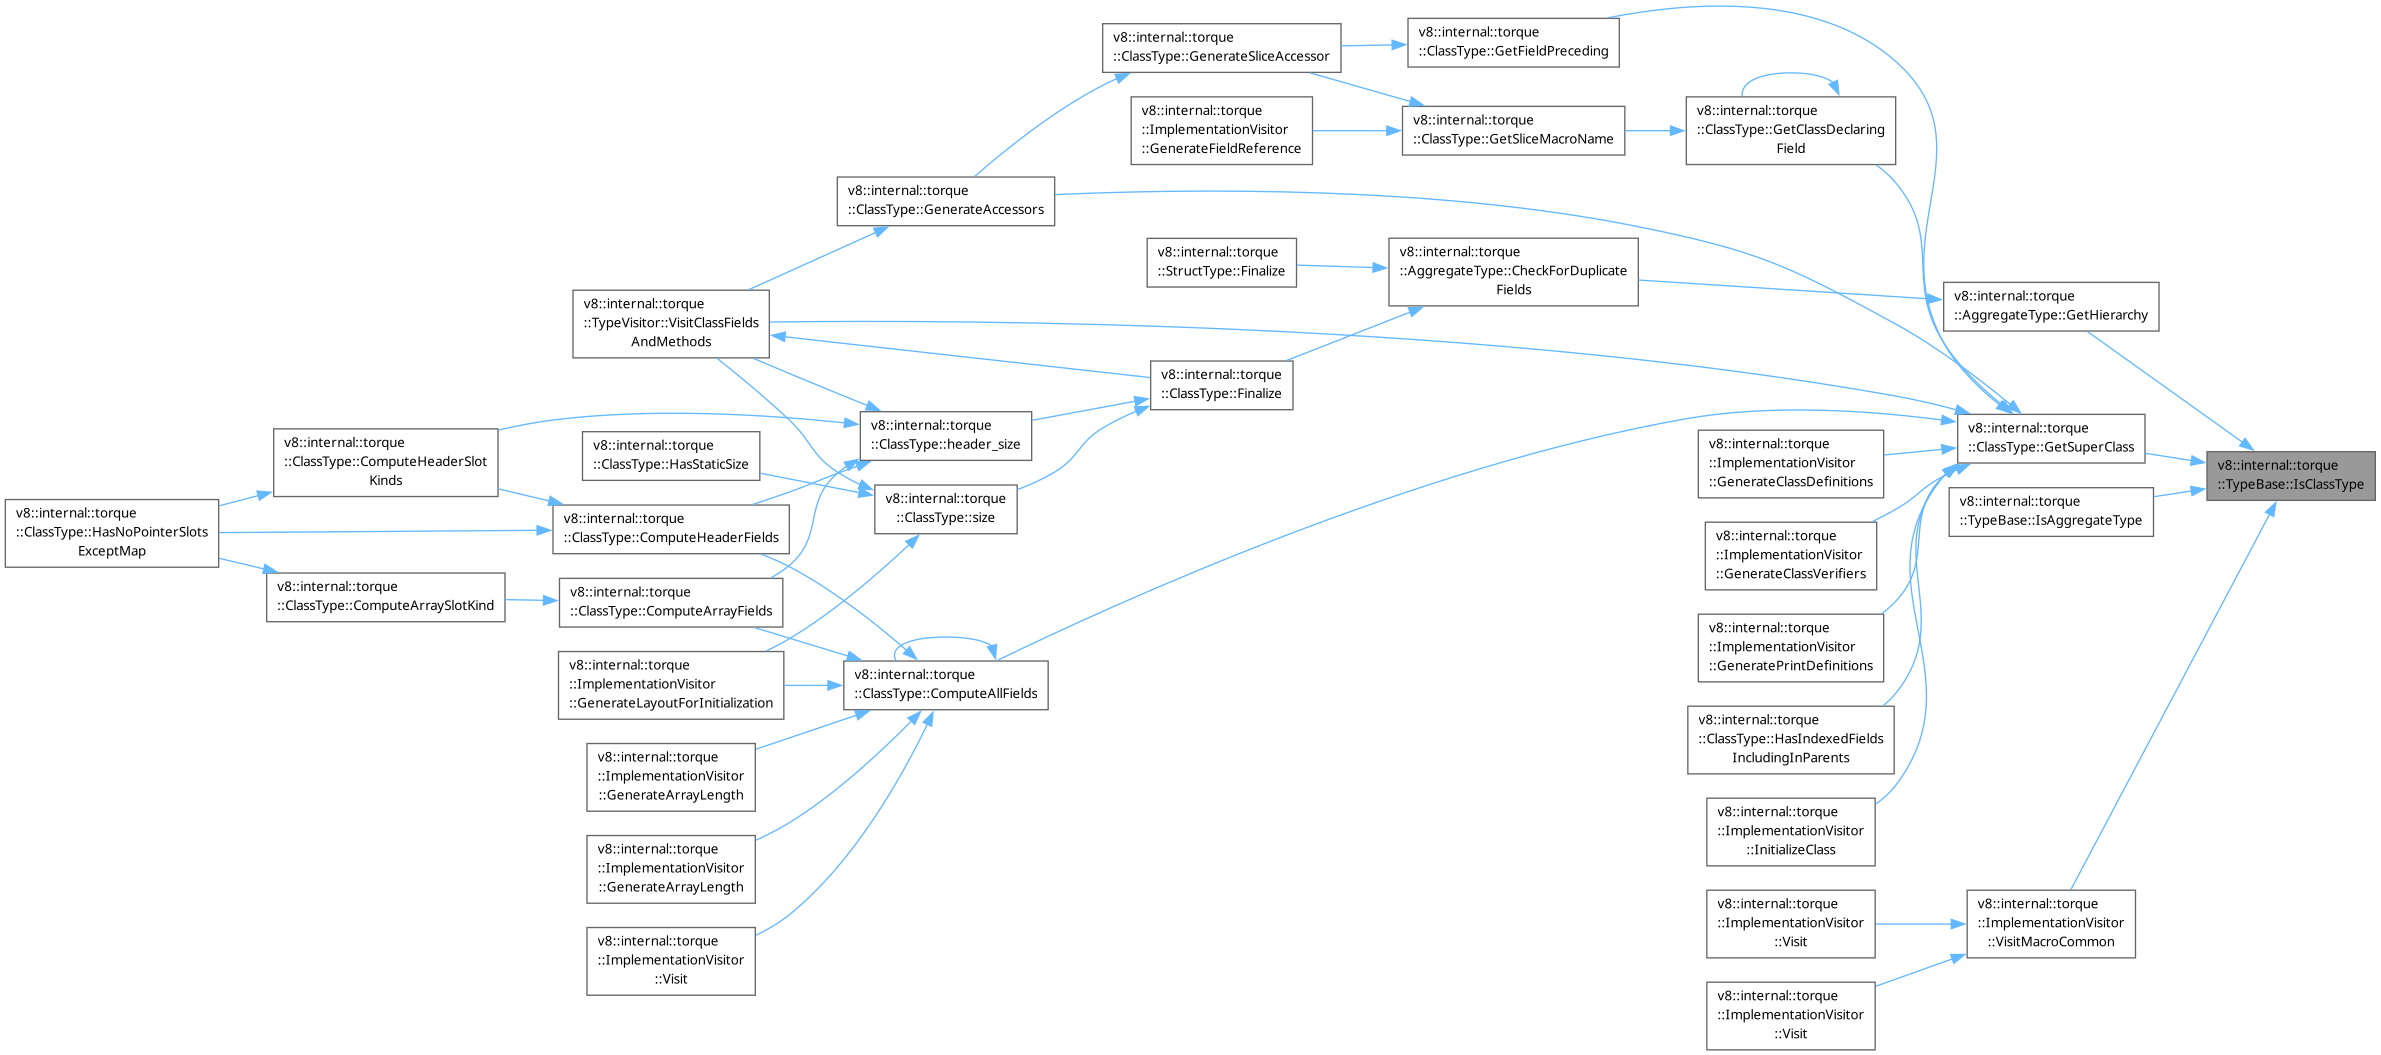 v8::internal::torque
::ClassType::GenerateSliceAccessor
v8::internal::torque
::ClassType::GetFieldPreceding
v8::internal::torque
::ImplementationVisitor
::GenerateFieldReference
v8::internal::torque
::ClassType::GetSliceMacroName
v8::internal::torque
::ClassType::GetClassDeclaring
Field
v8::internal::torque
::ClassType::GenerateAccessors
v8::internal::torque
::StructType::Finalize
v8::internal::torque
::AggregateType::CheckForDuplicate
Fields
v8::internal::torque
::AggregateType::GetHierarchy
v8::internal::torque
::TypeVisitor::VisitClassFields
AndMethods
v8::internal::torque
::ClassType::Finalize
v8::internal::torque
::ClassType::header_size
v8::internal::torque
::ClassType::GetSuperClass
v8::internal::torque
::ClassType::ComputeHeaderSlot
Kinds
v8::internal::torque
::ClassType::HasStaticSize
v8::internal::torque
::ImplementationVisitor
::GenerateClassDefinitions
v8::internal::torque
::TypeBase::IsClassType
v8::internal::torque
::ClassType::size
v8::internal::torque
::TypeBase::IsAggregateType
v8::internal::torque
::ClassType::HasNoPointerSlots
ExceptMap
v8::internal::torque
::ClassType::ComputeHeaderFields
v8::internal::torque
::ImplementationVisitor
::GenerateClassVerifiers
v8::internal::torque
::ClassType::ComputeArraySlotKind
v8::internal::torque
::ClassType::ComputeArrayFields
v8::internal::torque
::ImplementationVisitor
::GeneratePrintDefinitions
v8::internal::torque
::ImplementationVisitor
::GenerateLayoutForInitialization
v8::internal::torque
::ClassType::ComputeAllFields
v8::internal::torque
::ClassType::HasIndexedFields
IncludingInParents
v8::internal::torque
::ImplementationVisitor
::GenerateArrayLength
v8::internal::torque
::ImplementationVisitor
::InitializeClass
v8::internal::torque
::ImplementationVisitor
::GenerateArrayLength
v8::internal::torque
::ImplementationVisitor
::Visit
v8::internal::torque
::ImplementationVisitor
::VisitMacroCommon
v8::internal::torque
::ImplementationVisitor
::Visit
v8::internal::torque
::ImplementationVisitor
::Visit